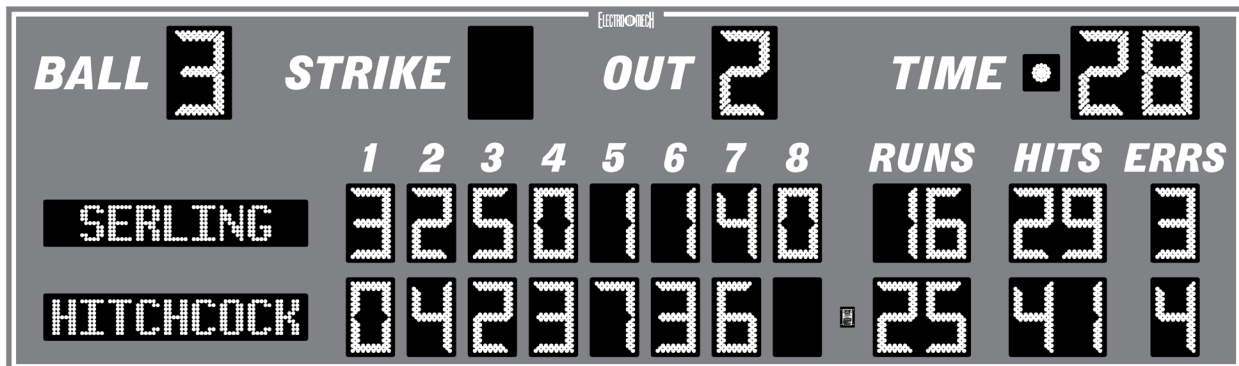 ELECTRO-MECH
BALL 3 STRIKE OUT 2 TIME 28
1 2 3 4 5 6 7 8 RUNS HITS ERRS
SERLING 3 2 5 0 1 1 4 0 16 29 3
HITCHCOCK 0 4 2 3 7 3 6 25 41 4